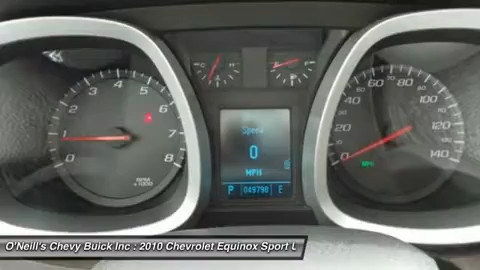 C H
0 1 2 3 4 5 6 7 8
RPM
x1000
Speed
0
MPH
P 049790 E
0 20 40 60 80 100 120 140
MPH
O'Neill's Chevy Buick Inc : 2010 Chevrolet Equinox Sport U